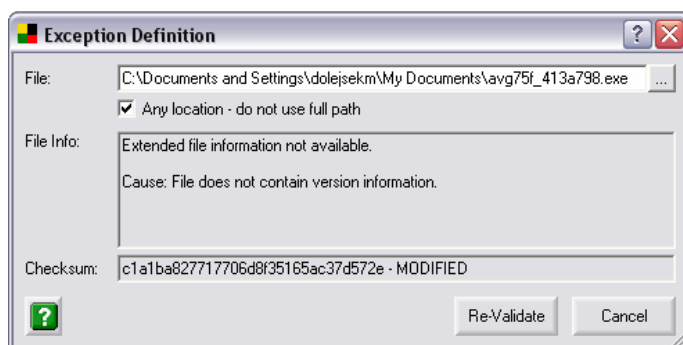 Exception Definition
?
File: C:\Documents and Settings\dolejsekm\My Documents\avg75f_413a798.exe ...
Any location - do not use full path
File Info: Extended file information not available.
Cause: File does not contain version information.
Checksum: c1a1ba827717706d8f35165ac37d572e - MODIFIED
? Re-Validate Cancel